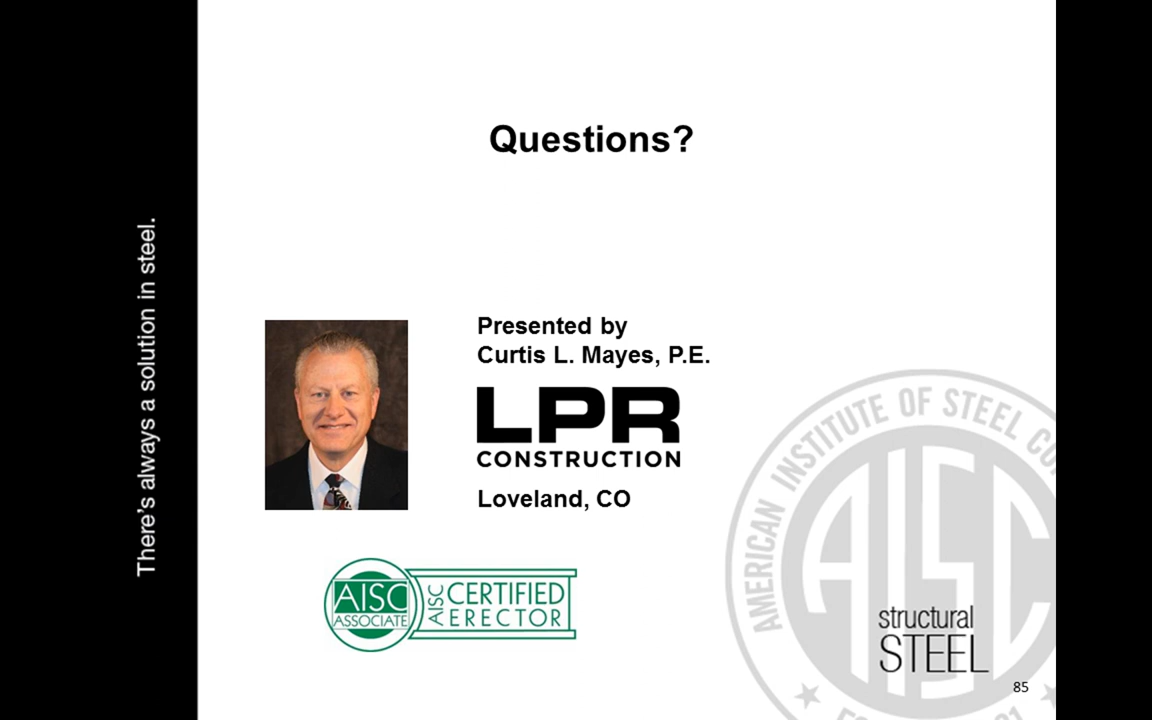 There's always a solution in steel.
Questions?
Presented by
Curtis L. Mayes, P.E.
LPR
CONSTRUCTION
Loveland, CO
AISC
ASSOCIATE
AISC
CERTIFIED
ERECTOR
AMERICAN INSTITUTE OF STEEL
AISC
structural
STEEL
85